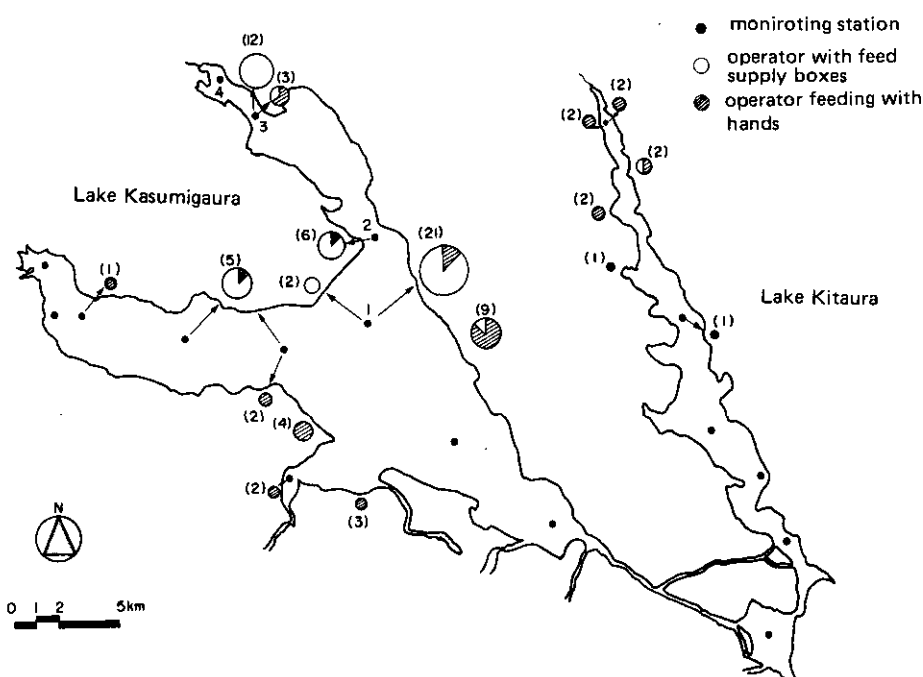 moniroting station
operator with feed
supply boxes
operator feeding with
hands
(12)
(3)
4
3
(2)
(2)
(2)
(2)
Lake Kasumigaura
(6)
2
(21)
(1)
(5)
(2)
1
(9)
(1)
Lake Kitaura
(1)
(2)
(4)
(2)
(3)
N
0 1 2 5km